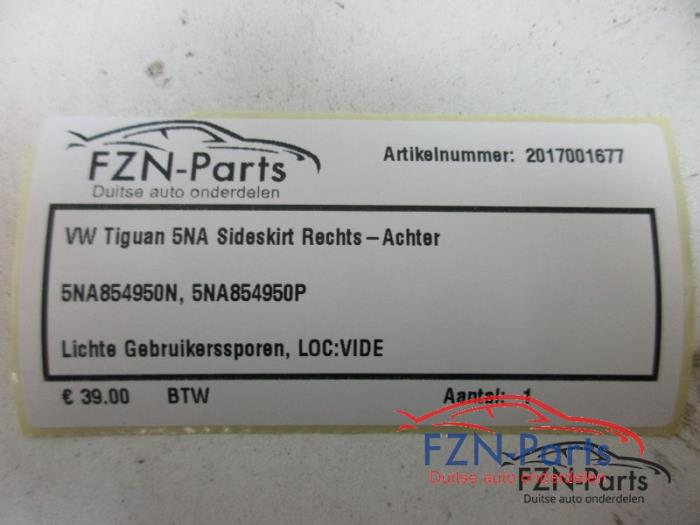 FZN-Parts
Duitse auto onderdelen
Artikelnummer: 2017001677
VW Tiguan 5NA Sideskirt Rechts-Achter
5NA854950N, 5NA854950P
Lichte Gebruikerssporen, LOC:VIDE
€ 39.00 BTW Aantal: 1
FZN-Parts
Duitse auto onderdelen
FZN-Parts
Duitse auto onderdelen